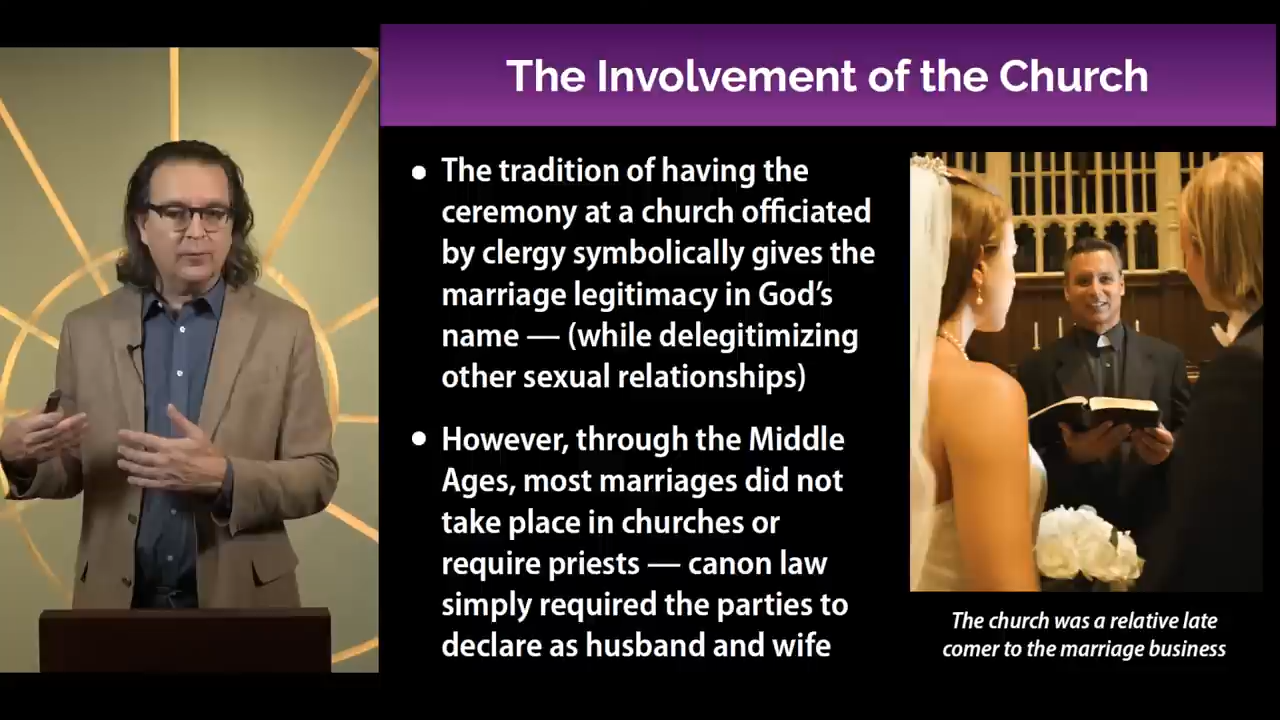 The Involvement of the Church
● The tradition of having the
ceremony at a church officiated
by clergy symbolically gives the
marriage legitimacy in God's
name — (while delegitimizing
other sexual relationships)
● However, through the Middle
Ages, most marriages did not
take place in churches or
require priests — canon law
simply required the parties to
declare as husband and wife
The church was a relative late
comer to the marriage business